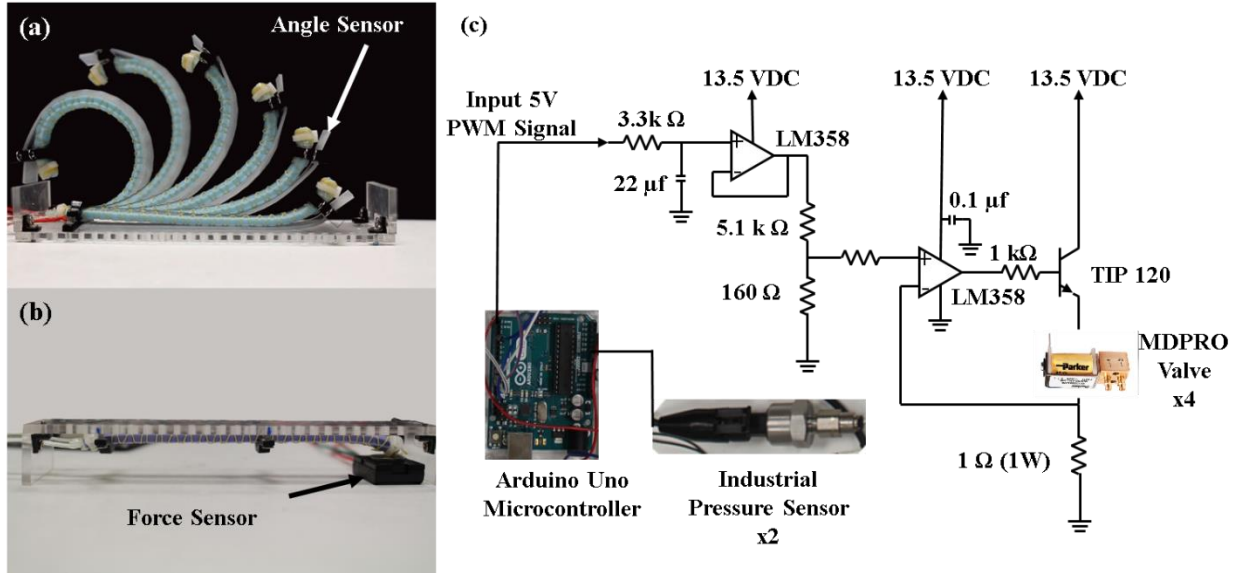 (a)
Angle Sensor
(b)
Force Sensor
(c)
Input 5V
PWM Signal
3.3k Ω
22 µf
13.5 VDC
LM358
5.1 k Ω
160 Ω
13.5 VDC
0.1 µf
LM358
1 kΩ
13.5 VDC
TIP 120
Parker
MDPRO
Valve
x4
1 Ω (1W)
Arduino Uno
Microcontroller
Industrial
Pressure Sensor
x2